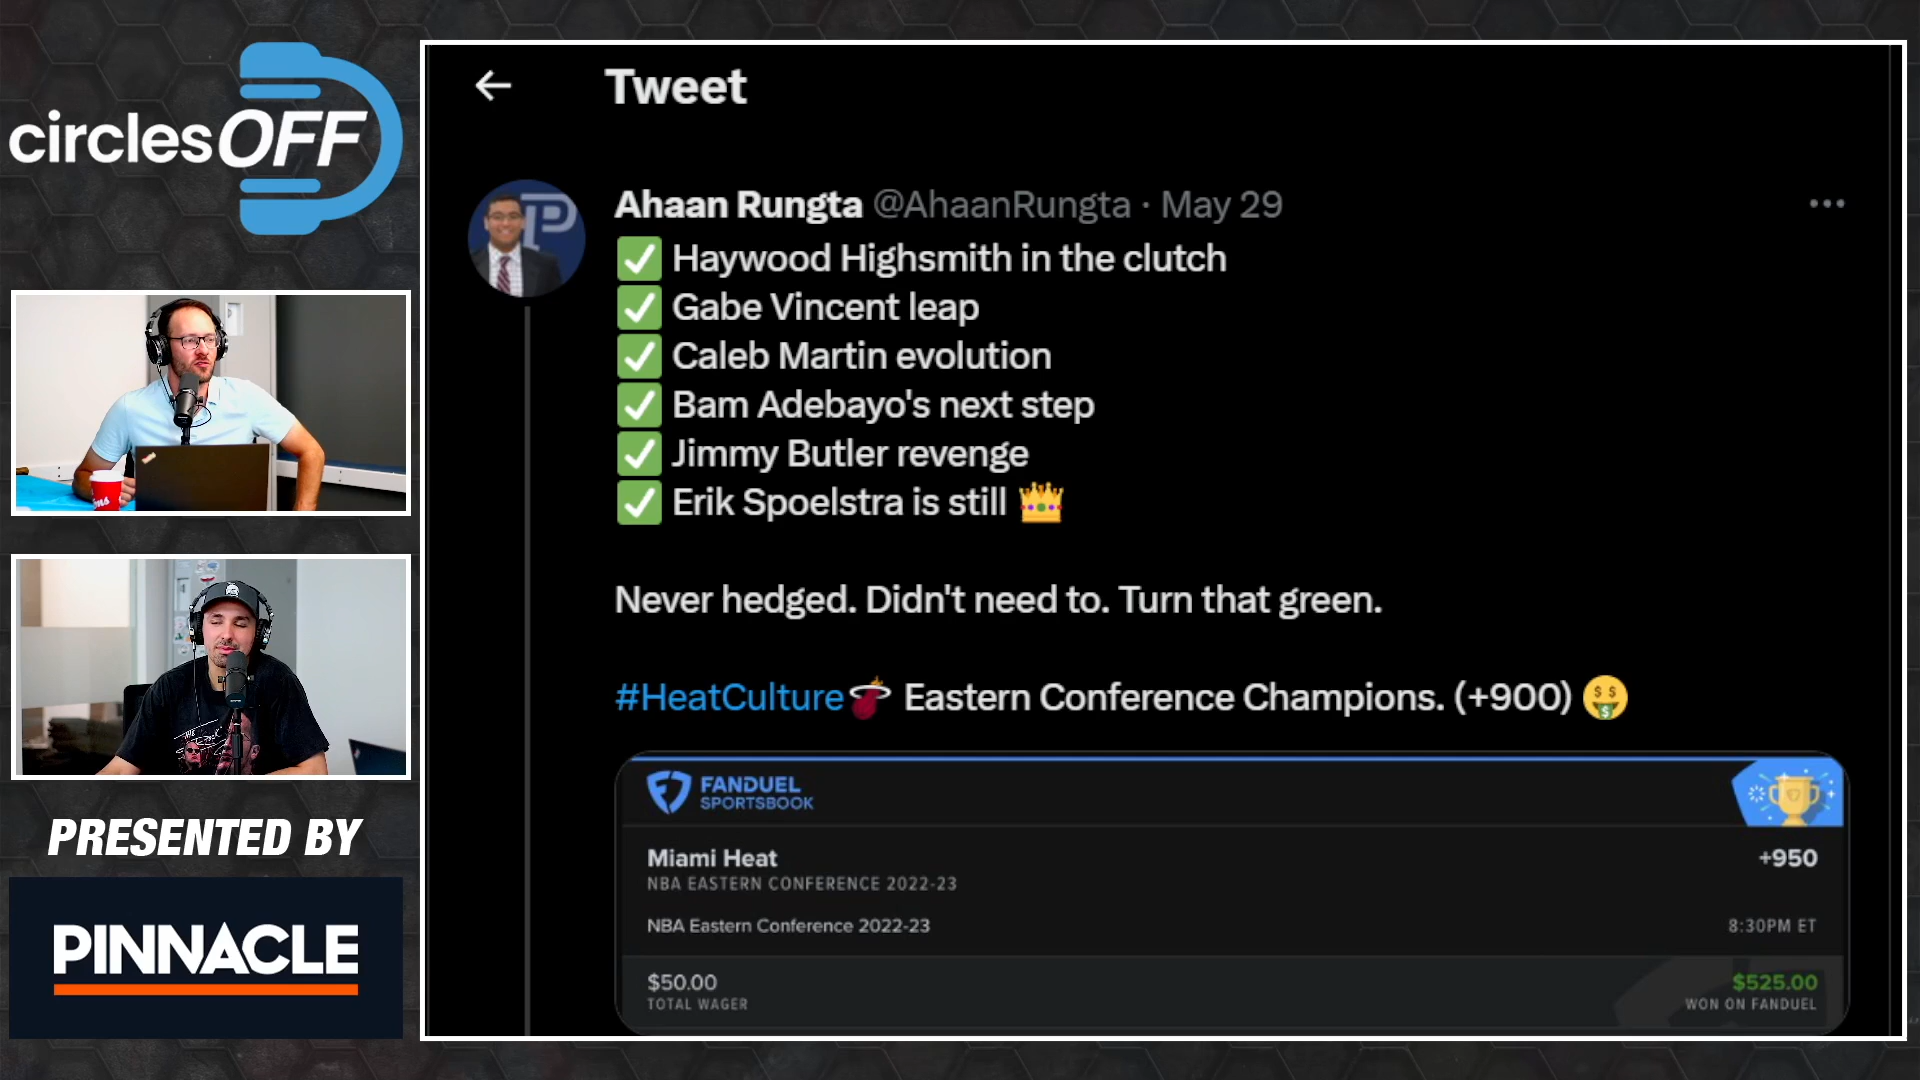 circlesOFF
PRESENTED BY
PINNACLE
Tweet
Ahaan Rungta @AhaanRungta · May 29
✅ Haywood Highsmith in the clutch
✅ Gabe Vincent leap
✅ Caleb Martin evolution
✅ Bam Adebayo's next step
✅ Jimmy Butler revenge
✅ Erik Spoelstra is still 👑
Never hedged. Didn't need to. Turn that green.
#HeatCulture Eastern Conference Champions. (+900) 🤑
FANDUEL
SPORTSBOOK
Miami Heat +950
NBA EASTERN CONFERENCE 2022-23
NBA Eastern Conference 2022-23 8:30PM ET
$50.00 $525.00
TOTAL WAGER WON ON FANDUEL